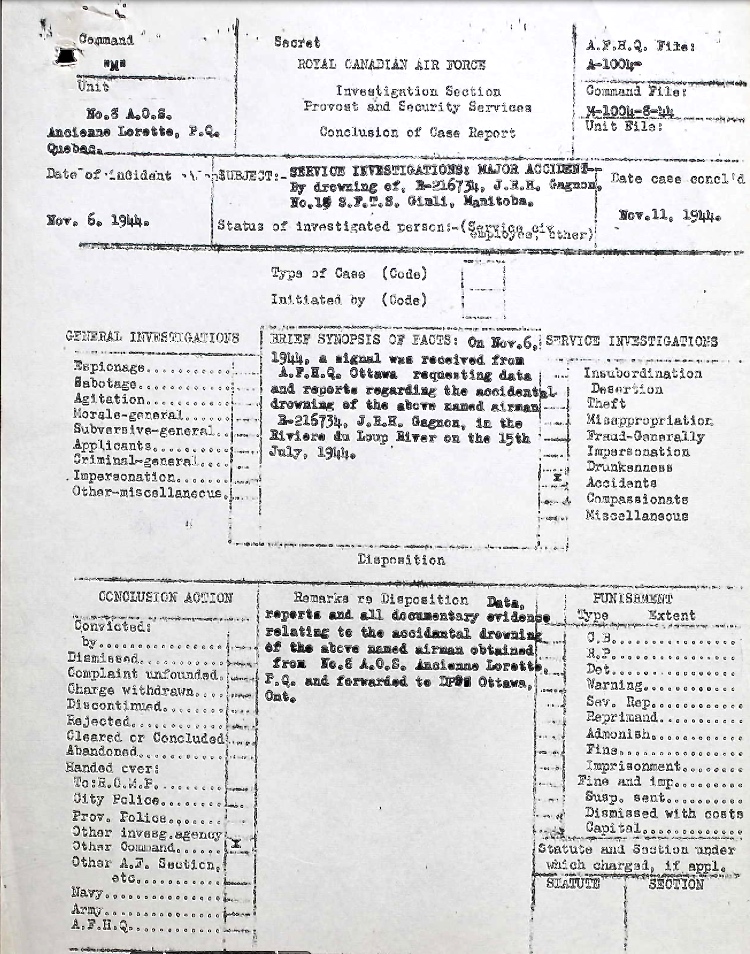 Command
"M"
Unit
No.8 A.O.S.
Ancienne Lorette, P.Q.
Quebec.
Secret
ROYAL CANADIAN AIR FORCE
Investigation Section
Provost and Security Services
Conclusion of Case Report
A.F.H.Q. File:
A-1004-
Command File:
M-1004-8-44
Unit File:
Date of incident
Nov. 6. 1944.
SUBJECT:- SERVICE INVESTIGATIONS: MAJOR ACCIDENT-
By drowning of, R-216734, J.R.H. Gagnon,
S.F.T.S. Gimli, Manitoba.
Status of investigated person:-(Service, civ.
employee, other)
Date case concl'd
Nov.11, 1944.
Type of Case (Code)
Initiated by (Code)
GENERAL INVESTIGATIONS
Espionage
Sabotage
Agitation
Morale-general
Subversive-general
Applicants
Criminal-general
Impersonation
Other-miscellaneous
BRIEF SYNOPSIS OF FACTS: On Nov.6,
1944, a signal was received from
A.F.H.Q. Ottawa requesting data
and reports regarding the accidental
drowning of the above named airman
R-216734, J.R.H. Gagnon, in the
Riviere du Loup River on the 15th
July, 1944.
SERVICE INVESTIGATIONS
Insubordination
Desertion
Theft
Misappropriation
Fraud-Generally
Impersonation
Drunkenness
X Accidents
Compassionate
Miscellaneous
Disposition
CONCLUSION ACTION
Convicted:
by
Dismissed
Complaint unfounded
Charge withdrawn
Discontinued
Rejected
Cleared or Concluded
Abandoned
Handed over:
To:R.C.M.P.
City Police
Prov. Police
Other invesg.agency
Other Command X
Other A.F. Section,
etc
Navy
Army
A.F.H.Q.
Remarks re Disposition Data,
reports and all documentary evidence
relating to the accidantal drowning
of the above named airman obtained
from No.8 A.O.S. Ancienne Lorette,
P.Q. and forwarded to Ottawa,
Ont.
PUNISHMENT
Type Extent
C.B.
R.P.
Det.
Warning
Sev. Rep.
Reprimand
Admonish
Fine
Imprisonment
Fine and imp.
Susp. sent.
Dismissed with costs
Capital
Statute and Section under
which charged, if appl.
STATUTE SECTION